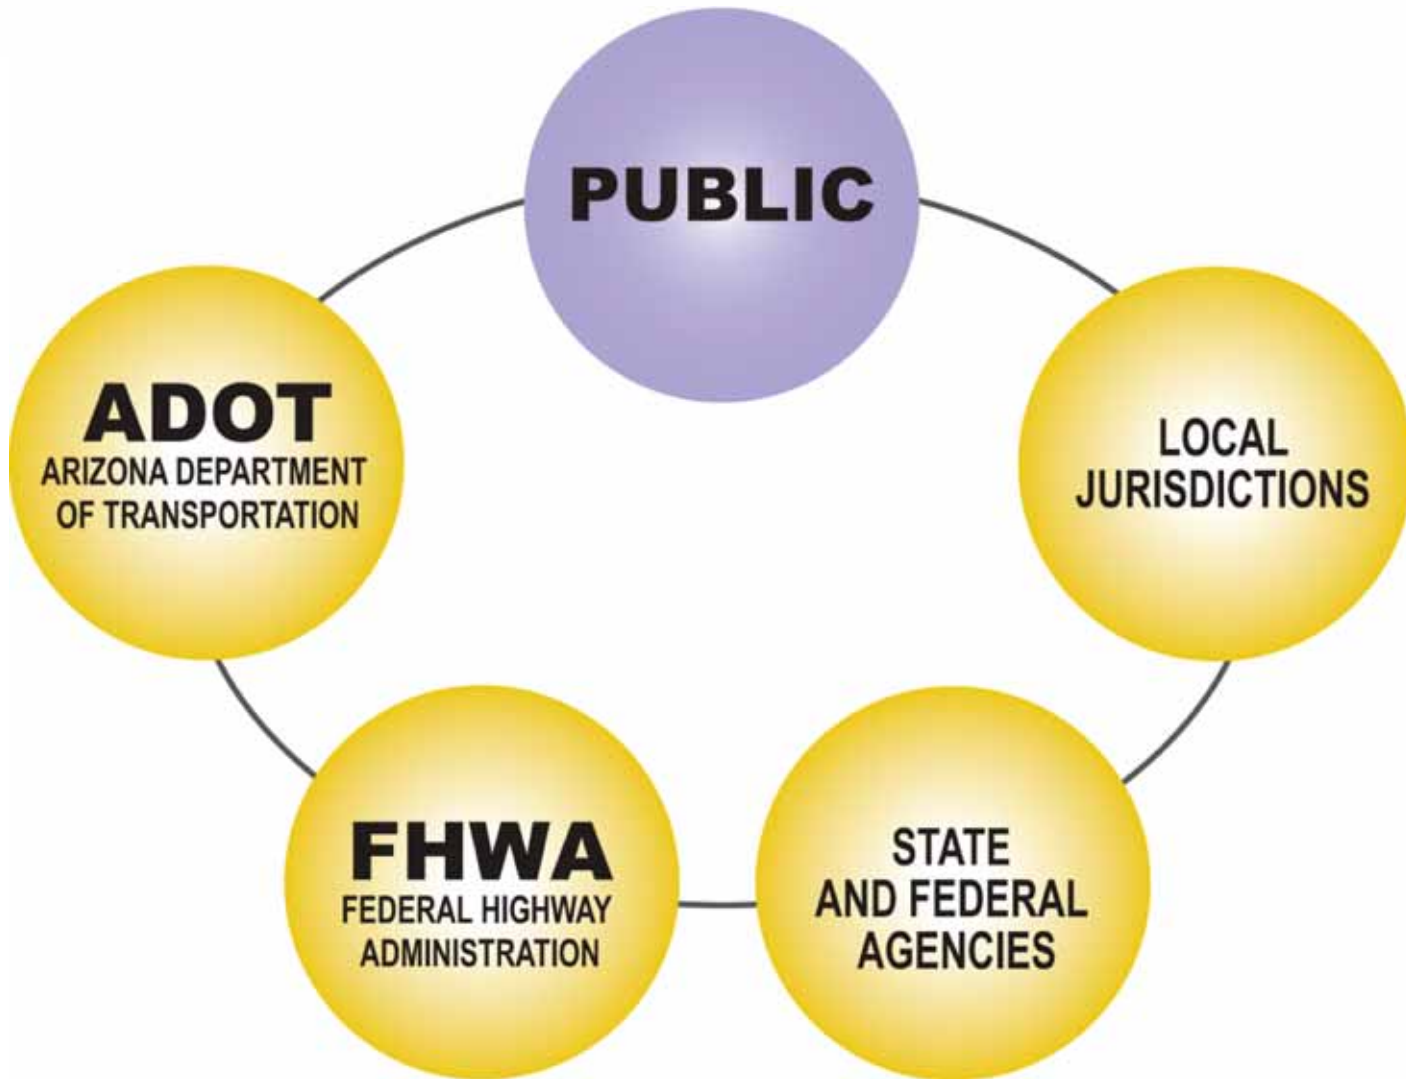 PUBLIC
ADOT
ARIZONA DEPARTMENT
OF TRANSPORTATION
LOCAL
JURISDICTIONS
FHWA
FEDERAL HIGHWAY
ADMINISTRATION
STATE
AND FEDERAL
AGENCIES